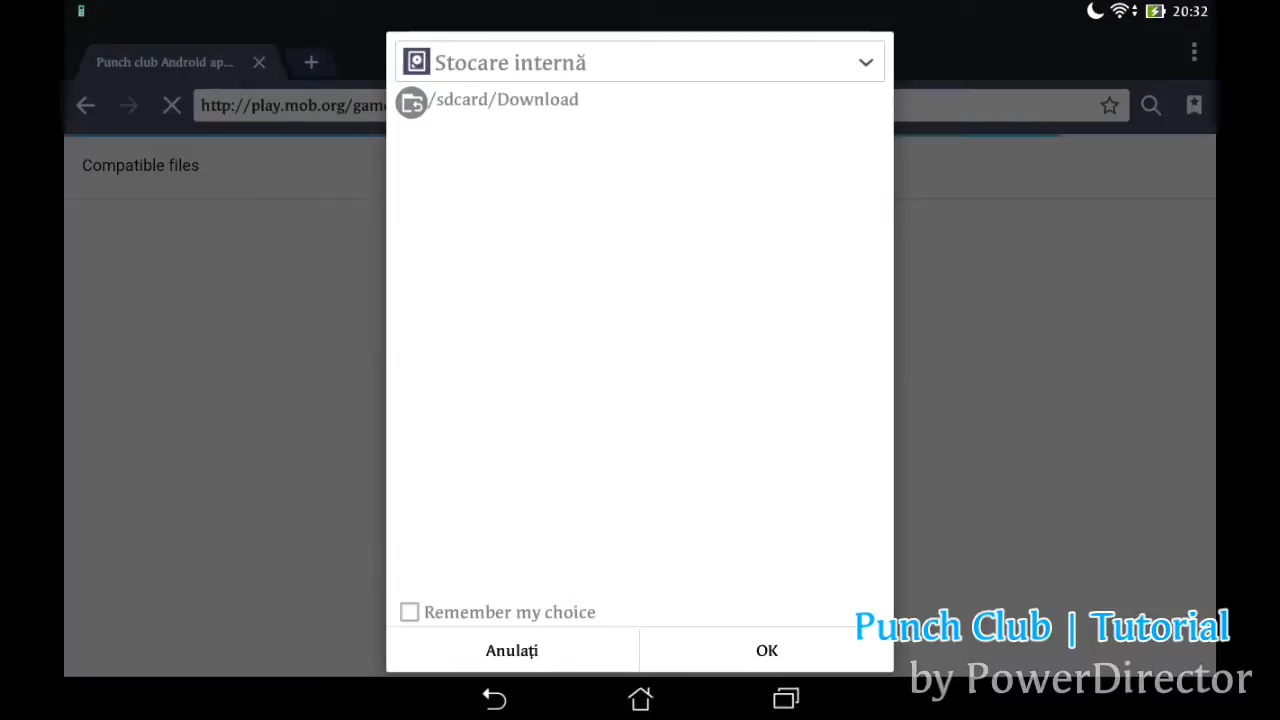 20:32
Punch club Android ap...
http://play.mob.org/game
Compatible files
Stocare internă
/sdcard/Download
Remember my choice
Anulați
OK
Punch Club | Tutorial
by PowerDirector